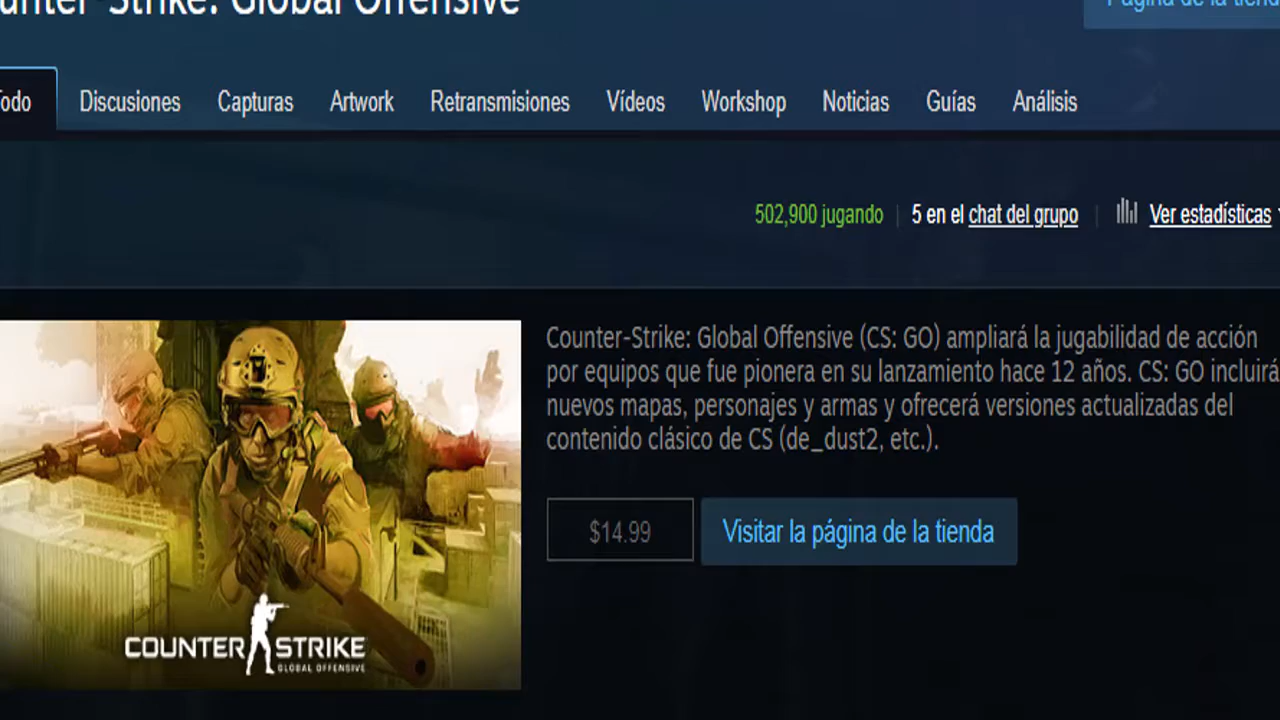 Counter-Strike: Global Offensive
Página de la tienda
Todo Discusiones Capturas Artwork Retransmisiones Vídeos Workshop Noticias Guías Análisis
502,900 jugando | 5 en el chat del grupo | Ver estadísticas
Counter-Strike: Global Offensive (CS: GO) ampliará la jugabilidad de acción
por equipos que fue pionera en su lanzamiento hace 12 años. CS: GO incluirá
nuevos mapas, personajes y armas y ofrecerá versiones actualizadas del
contenido clásico de CS (de_dust2, etc.).
$14.99 Visitar la página de la tienda
COUNTER STRIKE
GLOBAL OFFENSIVE